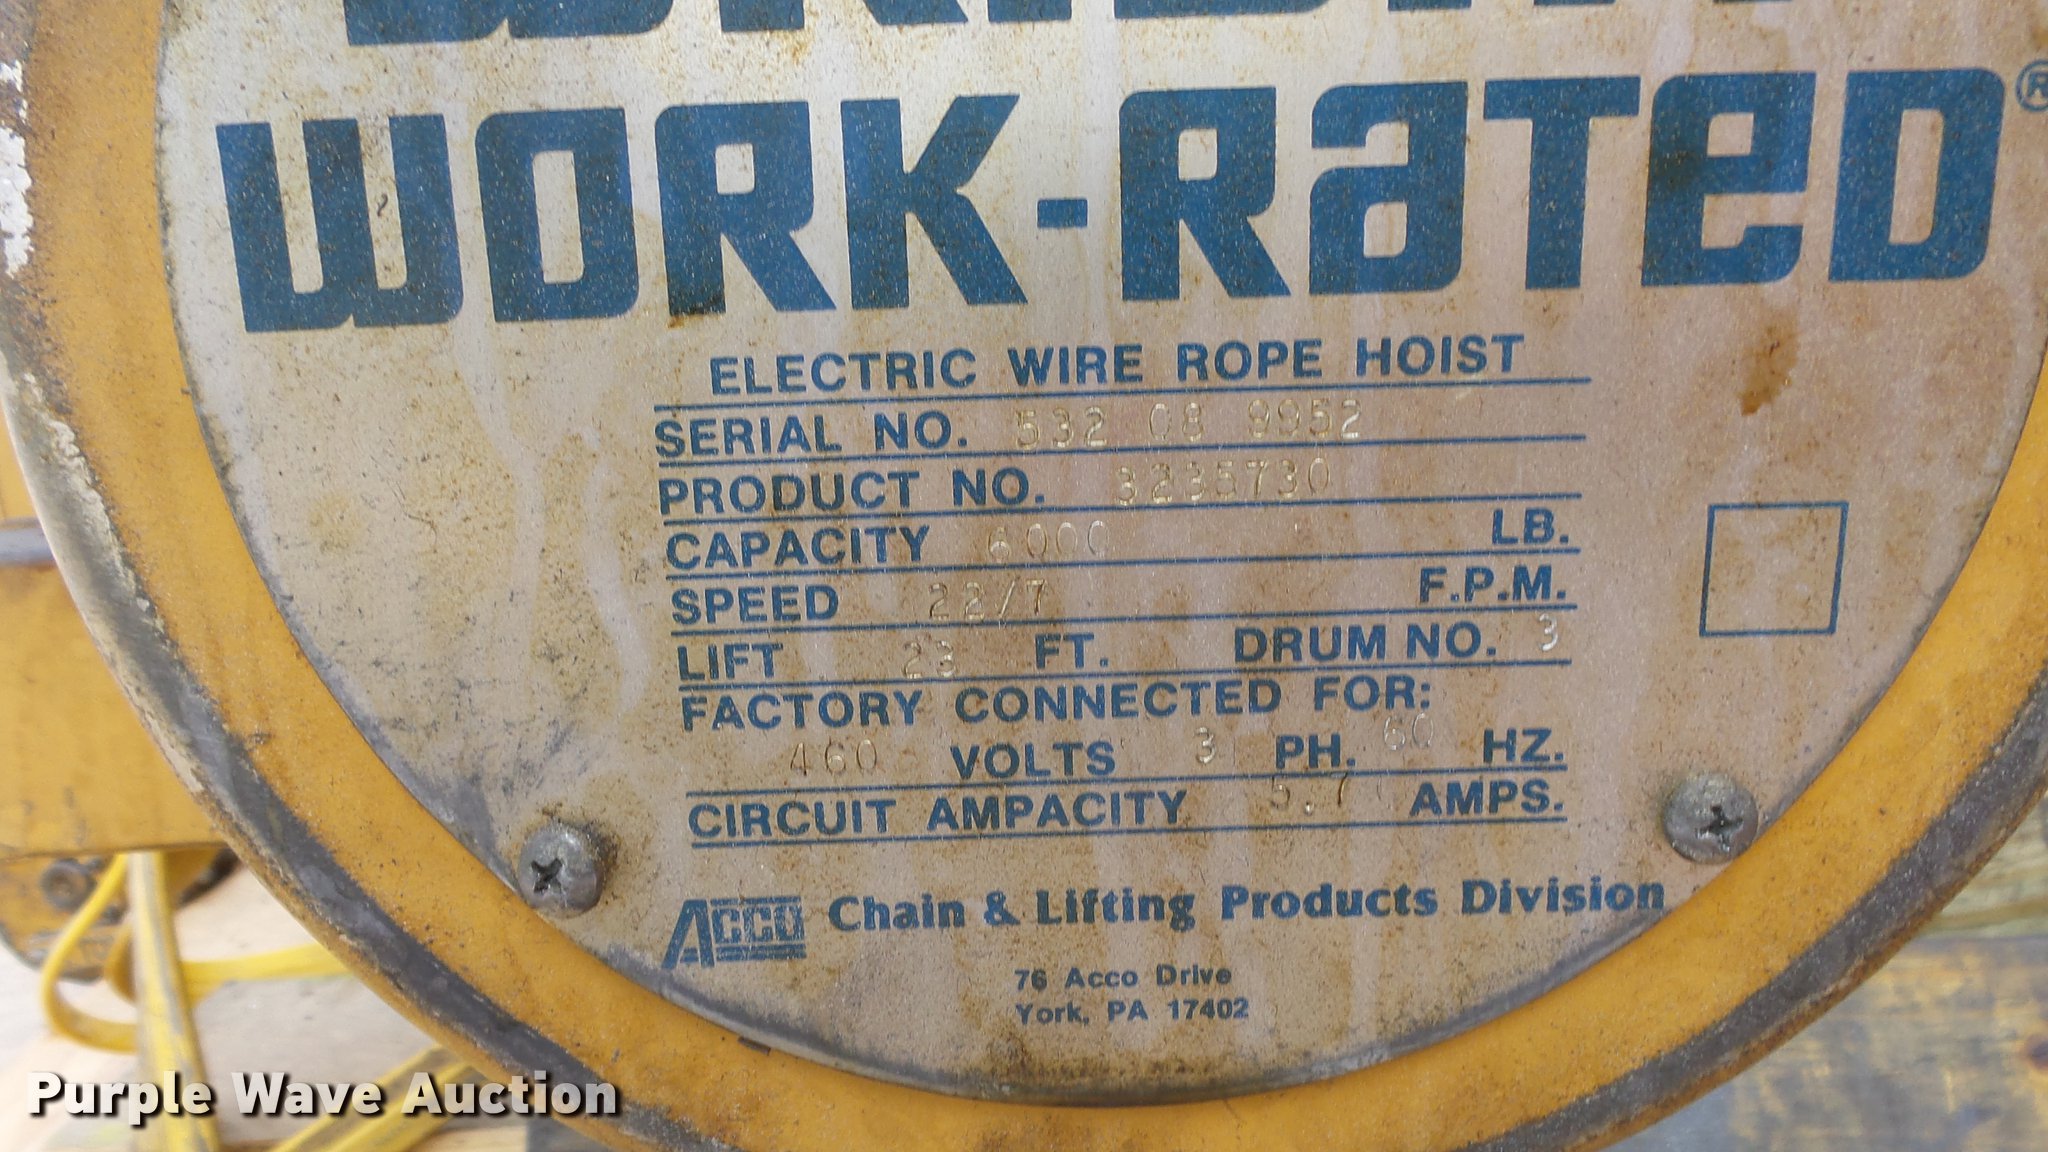 WORK-RATED®
ELECTRIC WIRE ROPE HOIST
SERIAL NO. 532 08 9952
PRODUCT NO. 3235730
CAPACITY 6000 LB.
SPEED 22/7 F.P.M.
LIFT 23 FT. DRUM NO. 3
FACTORY CONNECTED FOR:
460 VOLTS 3 PH. 60 HZ.
CIRCUIT AMPACITY 5.7 AMPS.
ACCO Chain & Lifting Products Division
76 Acco Drive
York, PA 17402
Purple Wave Auction